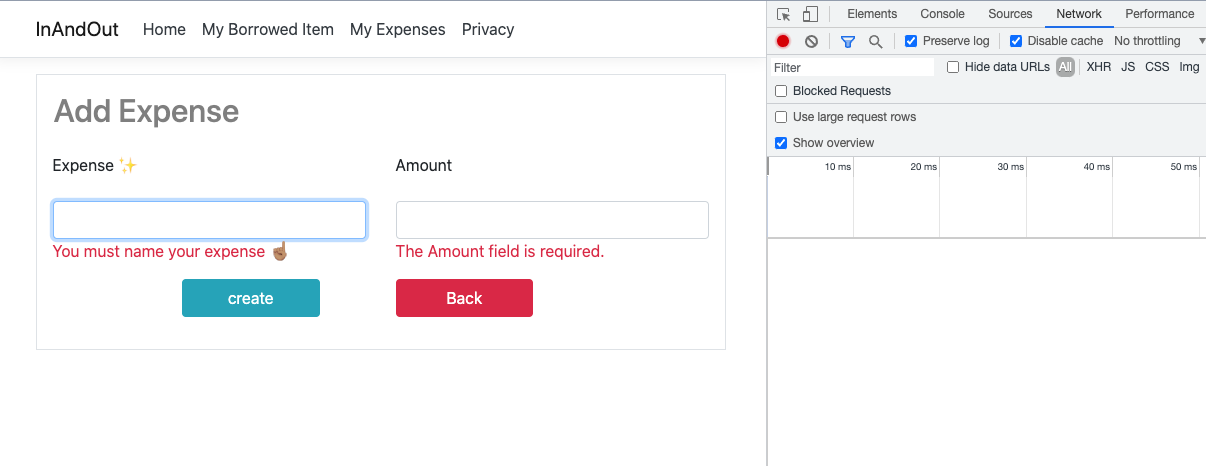 InAndOut Home My Borrowed Item My Expenses Privacy
Add Expense
Expense ✨ Amount
You must name your expense ☝🏽 The Amount field is required.
create Back
Elements Console Sources Network Performance
Preserve log Disable cache No throttling
Filter Hide data URLs All XHR JS CSS Img
Blocked Requests
Use large request rows
Show overview
10 ms 20 ms 30 ms 40 ms 50 ms